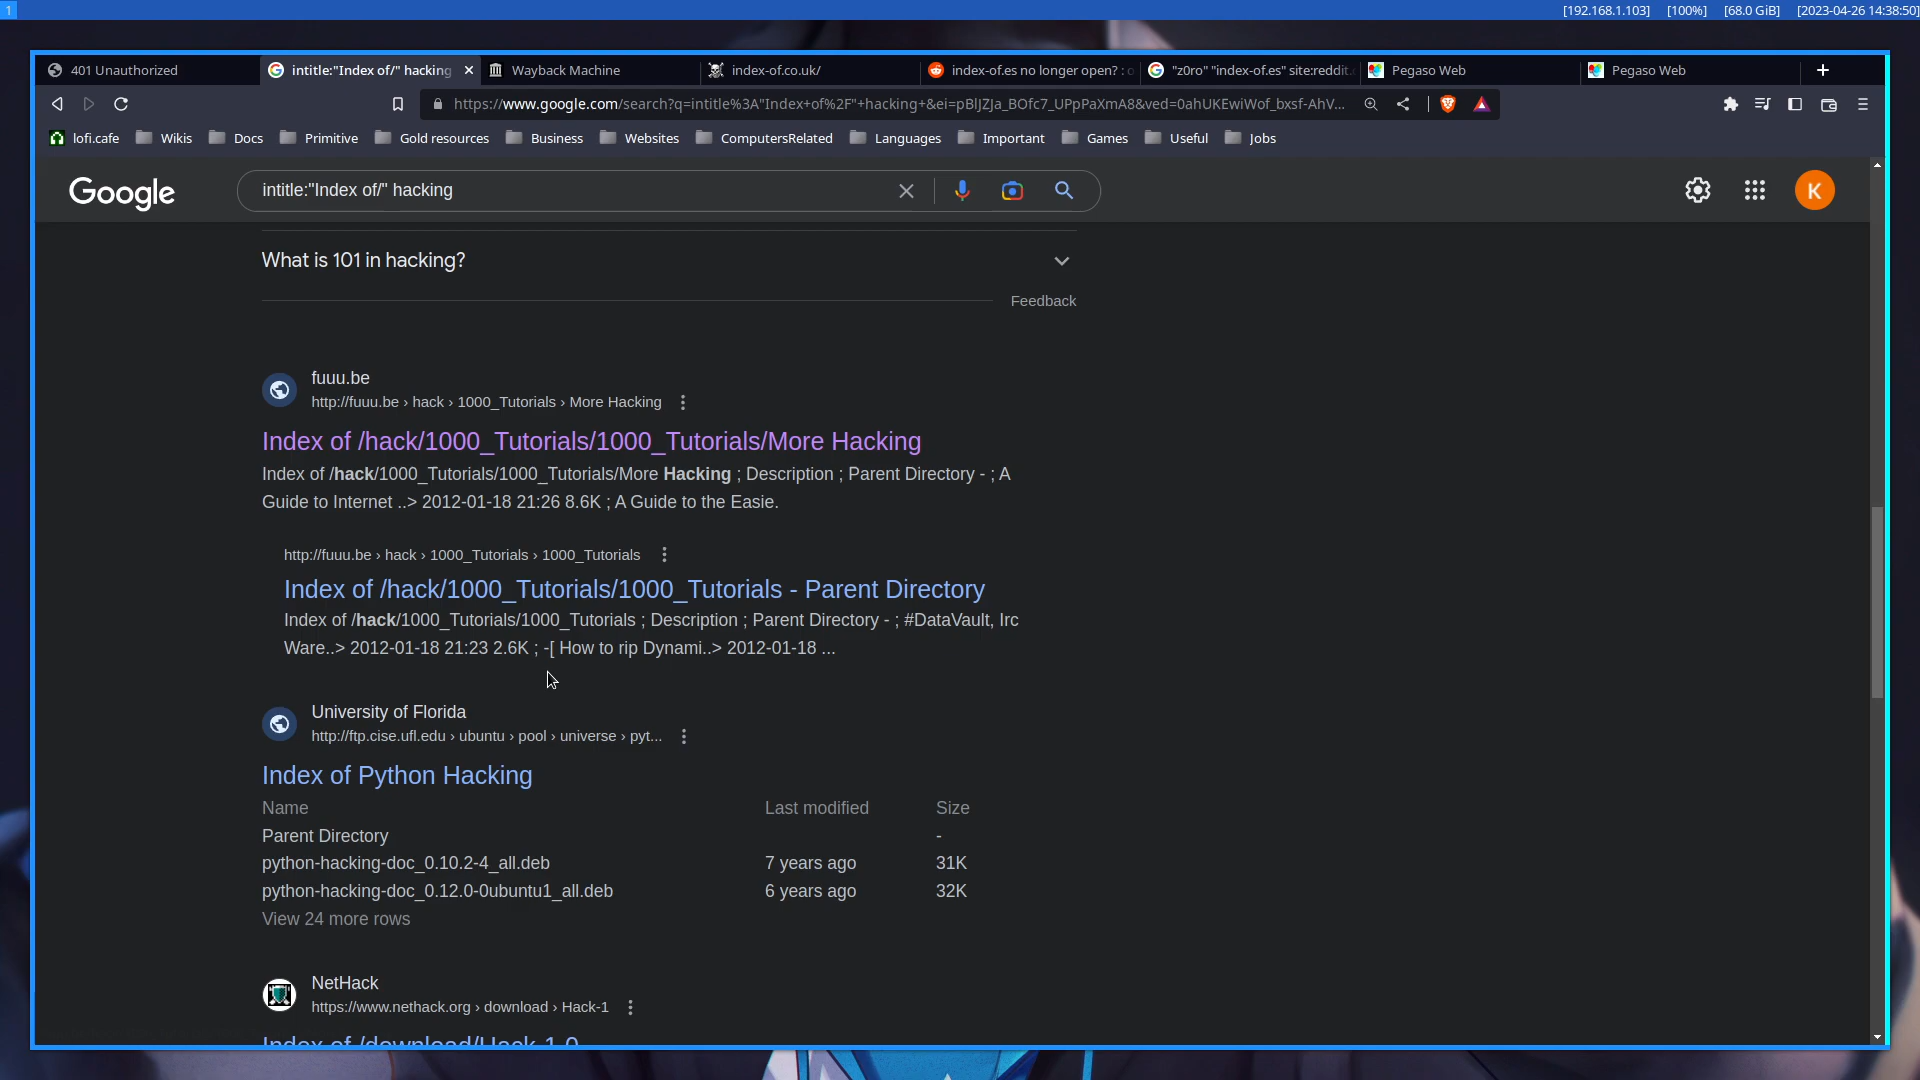 1
[192.168.1.103] [100%] [68.0 GiB] [2023-04-26 14:38:50]
401 Unauthorized
intitle:"Index of/" hacking
Wayback Machine
index-of.co.uk/
index-of.es no longer open? : o
"z0ro" "index-of.es" site:reddit.
Pegaso Web
Pegaso Web
https://www.google.com/search?q=intitle%3A"Index+of%2F"+hacking+&ei=pBljZJa_BOfc7_UPpPaXmA8&ved=0ahUKEwiWof_bxsf-AhV...
lofi.cafe Wikis Docs Primitive Gold resources Business Websites ComputersRelated Languages Important Games Useful Jobs
Google
intitle:"Index of/" hacking
K
What is 101 in hacking?
Feedback
fuuu.be
http://fuuu.be › hack › 1000_Tutorials › More Hacking
Index of /hack/1000_Tutorials/1000_Tutorials/More Hacking
Index of /hack/1000_Tutorials/1000_Tutorials/More Hacking ; Description ; Parent Directory - ; A
Guide to Internet ..> 2012-01-18 21:26 8.6K ; A Guide to the Easie.
http://fuuu.be › hack › 1000_Tutorials › 1000_Tutorials
Index of /hack/1000_Tutorials/1000_Tutorials - Parent Directory
Index of /hack/1000_Tutorials/1000_Tutorials ; Description ; Parent Directory - ; #DataVault, Irc
Ware..> 2012-01-18 21:23 2.6K ; -[ How to rip Dynami..> 2012-01-18 ...
University of Florida
http://ftp.cise.ufl.edu › ubuntu › pool › universe › pyt...
Index of Python Hacking
Name Last modified Size
Parent Directory -
python-hacking-doc_0.10.2-4_all.deb 7 years ago 31K
python-hacking-doc_0.12.0-0ubuntu1_all.deb 6 years ago 32K
View 24 more rows
NetHack
https://www.nethack.org › download › Hack-1
Index of /download/Hack-1.0